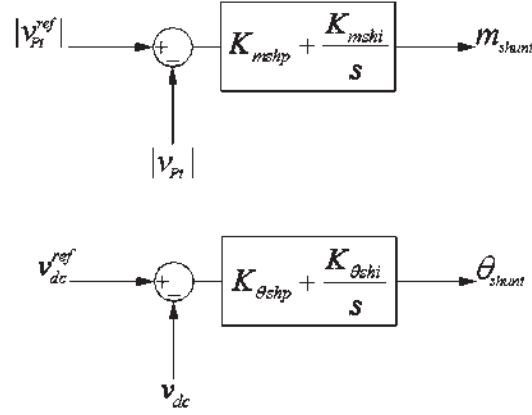 |v_{Pt}^{ref}| + − K_{mshp} + K_{mshi} / s m_{shunt}
|v_{Pt}|
v_{dc}^{ref} + − K_{θshp} + K_{θshi} / s θ_{shunt}
v_{dc}